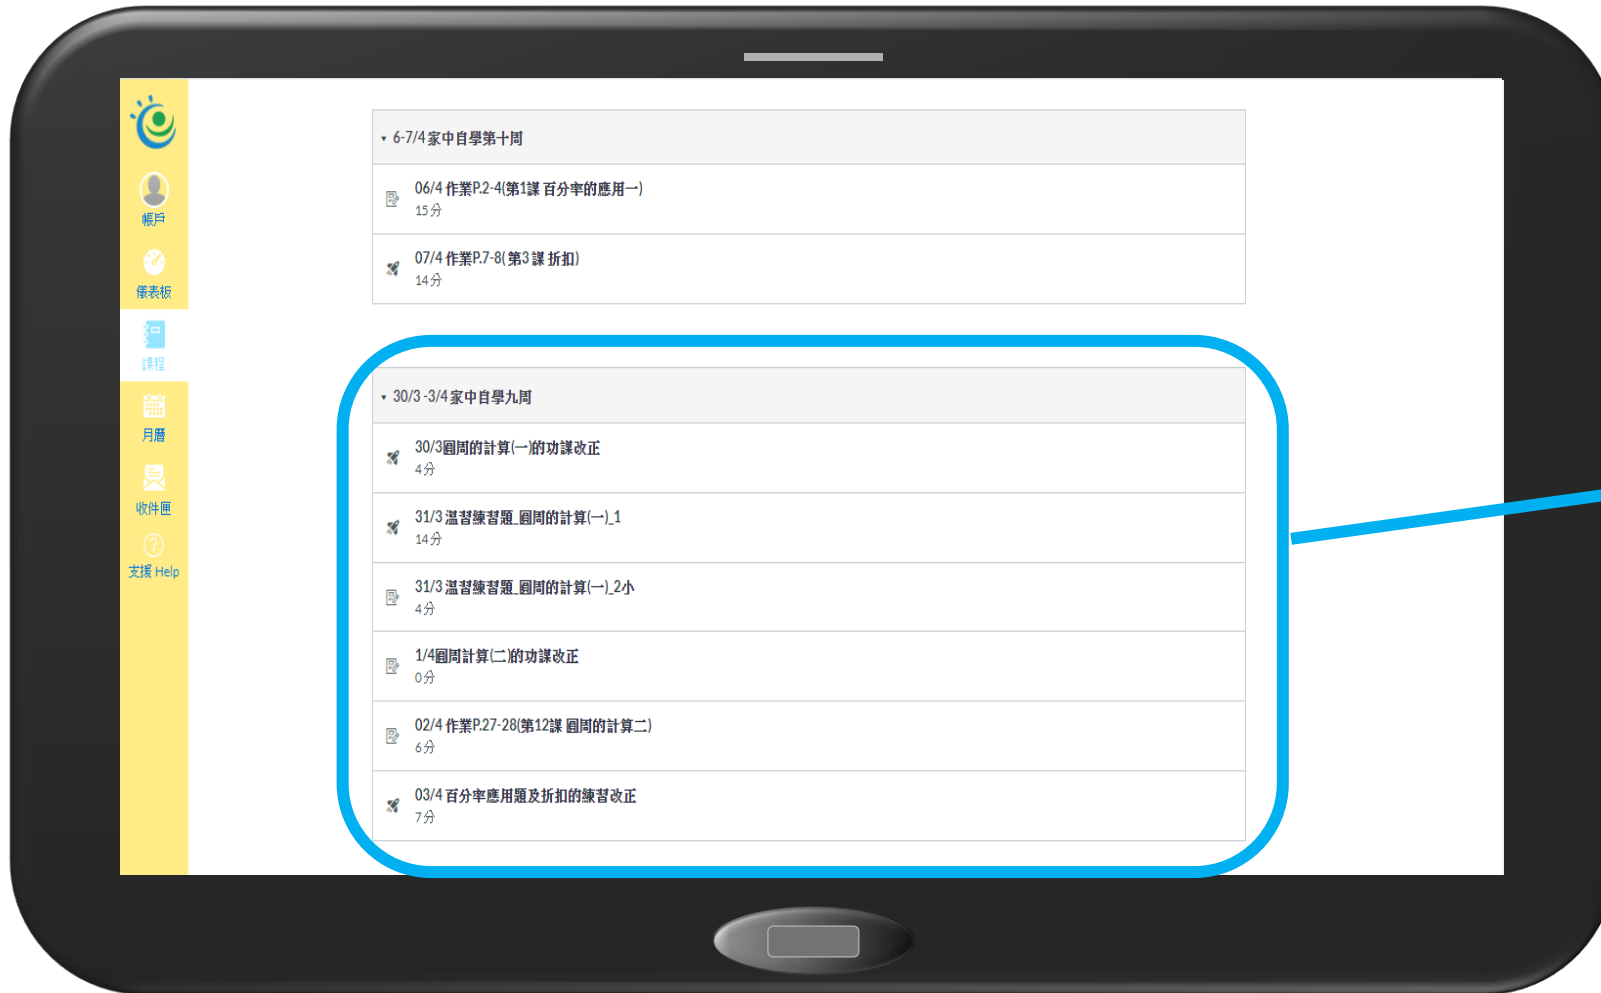 帳戶
儀表板
課程
月曆
收件匣
支援 Help
6-7/4 家中自學第十周
06/4 作業P.2-4(第1課 百分率的應用一)
15 分
07/4 作業P.7-8( 第3 課 折扣)
14 分
30/3 -3/4 家中自學九周
30/3圓周的計算(一)的功課改正
4 分
31/3 溫習練習題_圓周的計算(一)_1
14 分
31/3 溫習練習題_圓周的計算(一)_2小
4 分
1/4圓周計算(二)的功課改正
0 分
02/4 作業P.27-28(第12課 圓周的計算二)
6 分
03/4 百分率應用題及折扣的練習改正
7 分